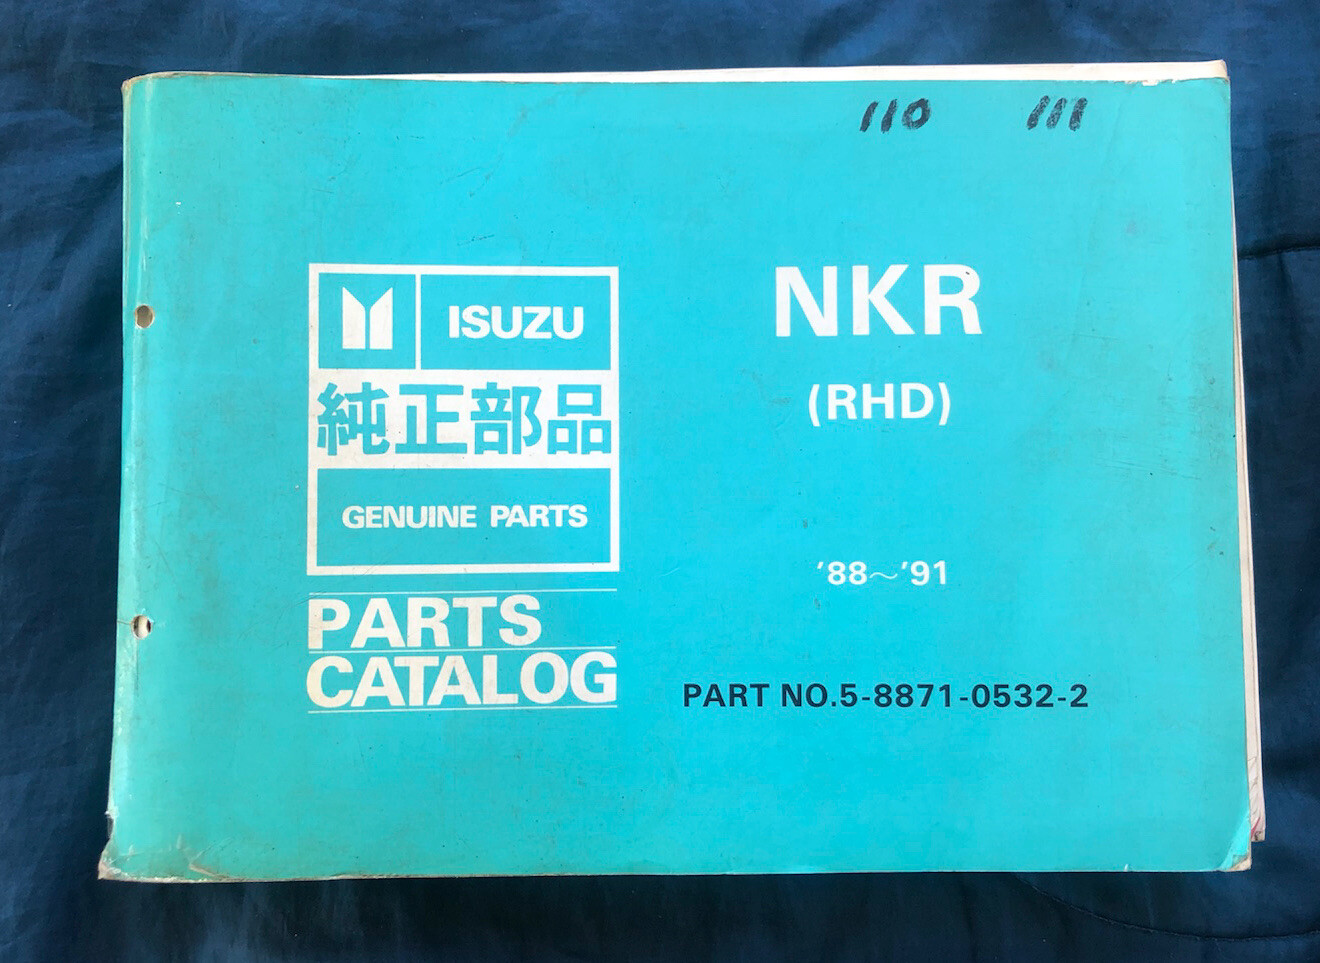 110 111
ISUZU
純正部品
GENUINE PARTS
PARTS
CATALOG
NKR
(RHD)
'88~'91
PART NO.5-8871-0532-2